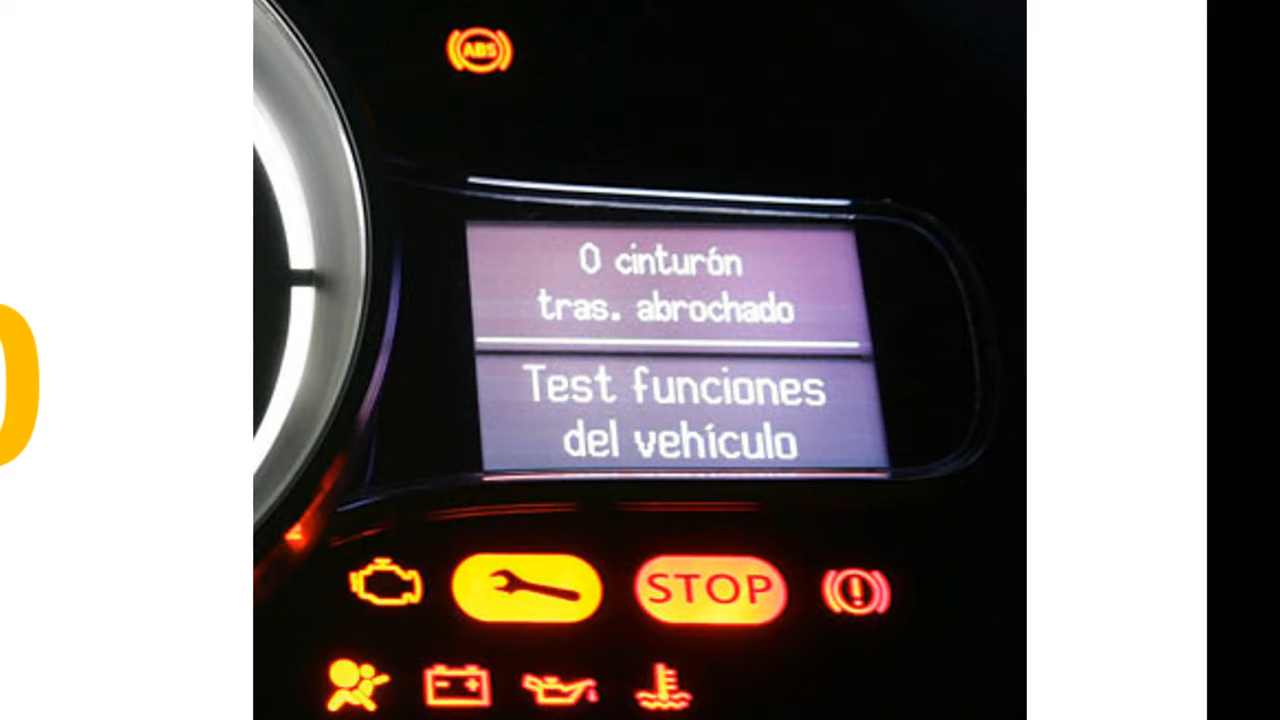 ABS
0 cinturón
tras. abrochado
Test funciones
del vehículo
STOP